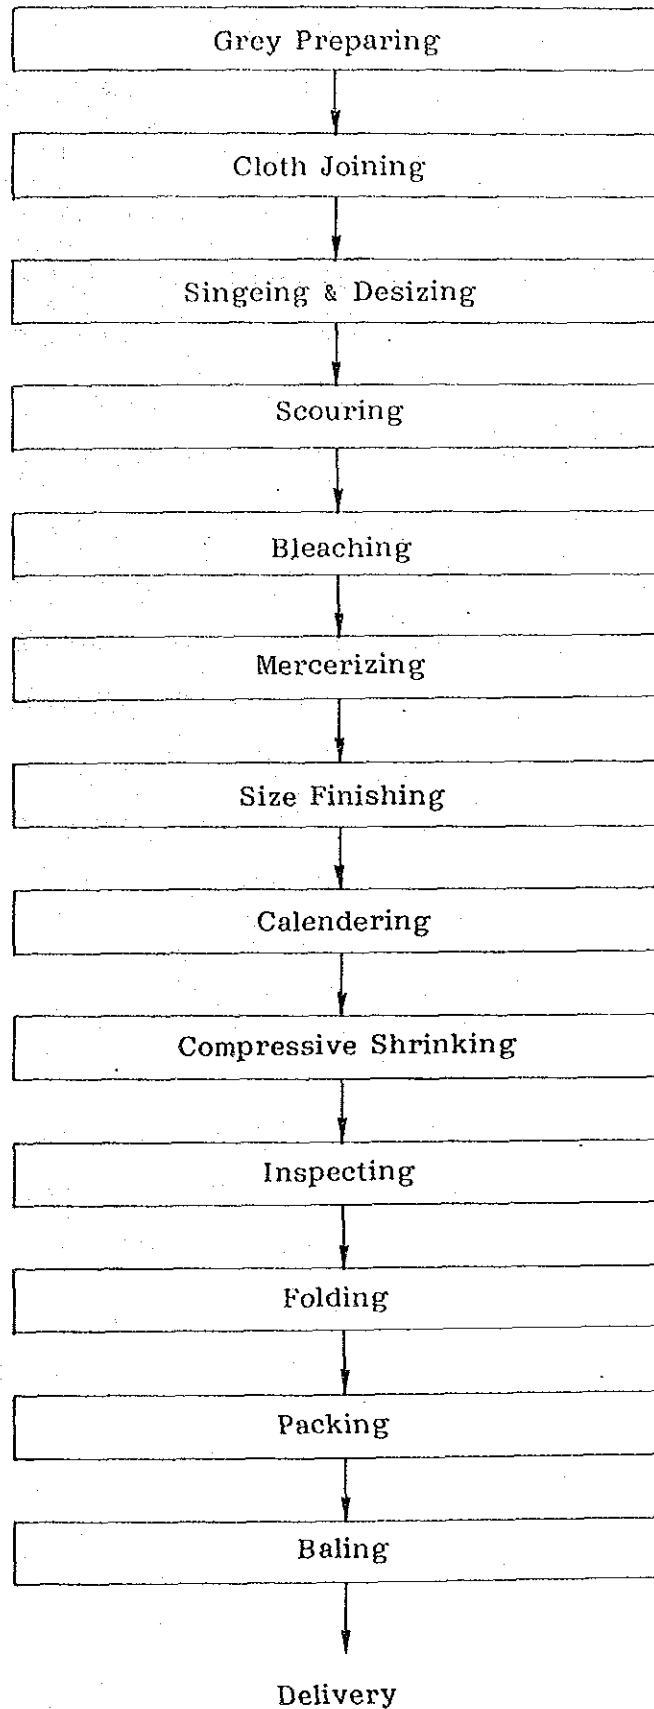 Grey Preparing
Cloth Joining
Singeing & Desizing
Scouring
Bleaching
Mercerizing
Size Finishing
Calendering
Compressive Shrinking
Inspecting
Folding
Packing
Baling
Delivery